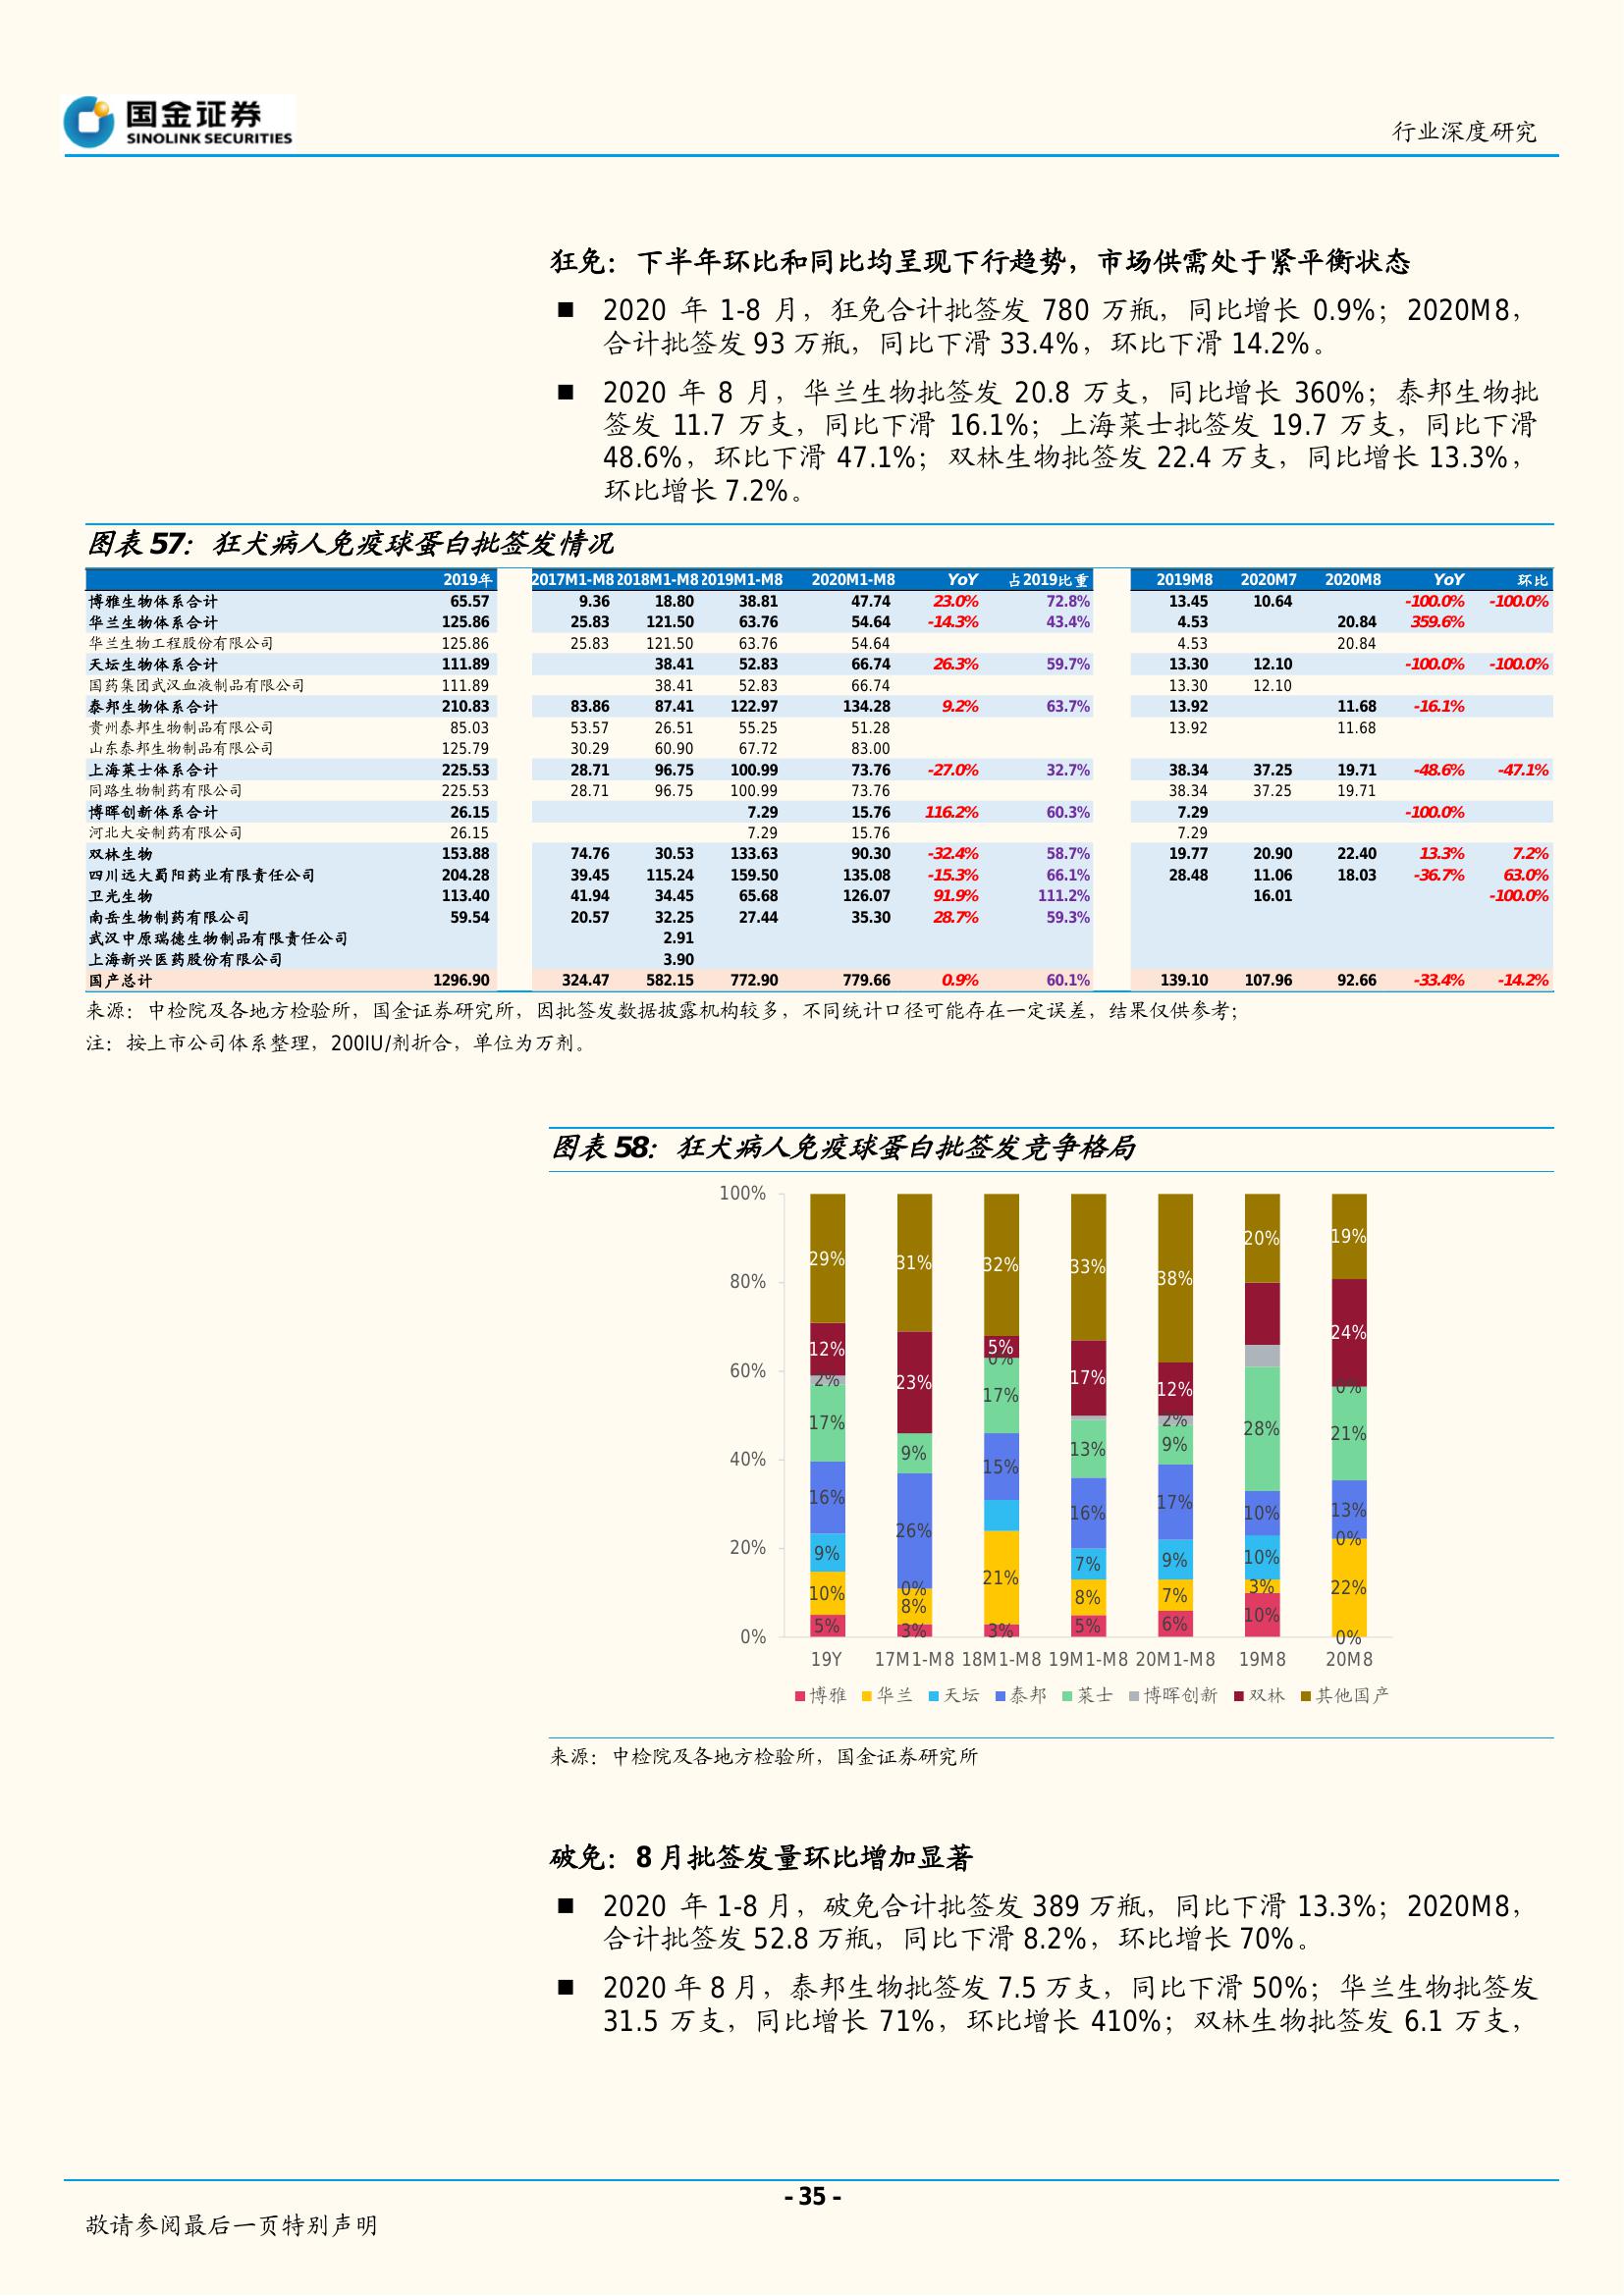 国金证券
SINOLINK SECURITIES
行业深度研究
狂免：下半年环比和同比均呈现下行趋势，市场供需处于紧平衡状态
■ 2020 年 1-8 月，狂免合计批签发 780 万瓶，同比增长 0.9%；2020M8，
合计批签发 93 万瓶，同比下滑 33.4%，环比下滑 14.2%。
■ 2020 年 8 月，华兰生物批签发 20.8 万支，同比增长 360%；泰邦生物批
签发 11.7 万支，同比下滑 16.1%；上海莱士批签发 19.7 万支，同比下滑
48.6%，环比下滑 47.1%；双林生物批签发 22.4 万支，同比增长 13.3%，
环比增长 7.2%。
图表 57：狂犬病人免疫球蛋白批签发情况
2019年 2017M1-M8 2018M1-M8 2019M1-M8 2020M1-M8 YoY 占2019比重 2019M8 2020M7 2020M8 YoY 环比
博雅生物体系合计 65.57 9.36 18.80 38.81 47.74 23.0% 72.8% 13.45 10.64 -100.0% -100.0%
华兰生物体系合计 125.86 25.83 121.50 63.76 54.64 -14.3% 43.4% 4.53 20.84 359.6%
华兰生物工程股份有限公司 125.86 25.83 121.50 63.76 54.64 4.53 20.84
天坛生物体系合计 111.89 38.41 52.83 66.74 26.3% 59.7% 13.30 12.10 -100.0% -100.0%
国药集团武汉血液制品有限公司 111.89 38.41 52.83 66.74 13.30 12.10
泰邦生物体系合计 210.83 83.86 87.41 122.97 134.28 9.2% 63.7% 13.92 11.68 -16.1%
贵州泰邦生物制品有限公司 85.03 53.57 26.51 55.25 51.28 13.92 11.68
山东泰邦生物制品有限公司 125.79 30.29 60.90 67.72 83.00
上海莱士体系合计 225.53 28.71 96.75 100.99 73.76 -27.0% 32.7% 38.34 37.25 19.71 -48.6% -47.1%
同路生物制药有限公司 225.53 28.71 96.75 100.99 73.76 38.34 37.25 19.71
博晖创新体系合计 26.15 7.29 15.76 116.2% 60.3% 7.29 -100.0%
河北大安制药有限公司 26.15 7.29 15.76 7.29
双林生物 153.88 74.76 30.53 133.63 90.30 -32.4% 58.7% 19.77 20.90 22.40 13.3% 7.2%
四川远大蜀阳药业有限责任公司 204.28 39.45 115.24 159.50 135.08 -15.3% 66.1% 28.48 11.06 18.03 -36.7% 63.0%
卫光生物 113.40 41.94 34.45 65.68 126.07 91.9% 111.2% 16.01 -100.0%
南岳生物制药有限公司 59.54 20.57 32.25 27.44 35.30 28.7% 59.3%
武汉中原瑞德生物制品有限责任公司 2.91
上海新兴医药股份有限公司 3.90
国产总计 1296.90 324.47 582.15 772.90 779.66 0.9% 60.1% 139.10 107.96 92.66 -33.4% -14.2%
来源：中检院及各地方检验所，国金证券研究所，因批签发数据披露机构较多，不同统计口径可能存在一定误差，结果仅供参考；
注：按上市公司体系整理，200IU/剂折合，单位为万剂。
图表 58：狂犬病人免疫球蛋白批签发竞争格局
100%
80%
60%
40%
20%
0%
29% 31% 32% 33% 38% 20% 19%
12% 23% 5% 17% 12% 24%
2% 0% 2% 0%
17% 9% 17% 13% 9% 28% 21%
16% 26% 15% 16% 17% 10% 13%
9% 0% 7% 9% 10% 0%
10% 8% 21% 8% 7% 3% 22%
5% 3% 3% 5% 6% 10% 0%
19Y 17M1-M8 18M1-M8 19M1-M8 20M1-M8 19M8 20M8
博雅 华兰 天坛 泰邦 莱士 博晖创新 双林 其他国产
来源：中检院及各地方检验所，国金证券研究所
破免：8 月批签发量环比增加显著
■ 2020 年 1-8 月，破免合计批签发 389 万瓶，同比下滑 13.3%；2020M8，
合计批签发 52.8 万瓶，同比下滑 8.2%，环比增长 70%。
■ 2020 年 8 月，泰邦生物批签发 7.5 万支，同比下滑 50%；华兰生物批签发
31.5 万支，同比增长 71%，环比增长 410%；双林生物批签发 6.1 万支，
- 35 -
敬请参阅最后一页特别声明